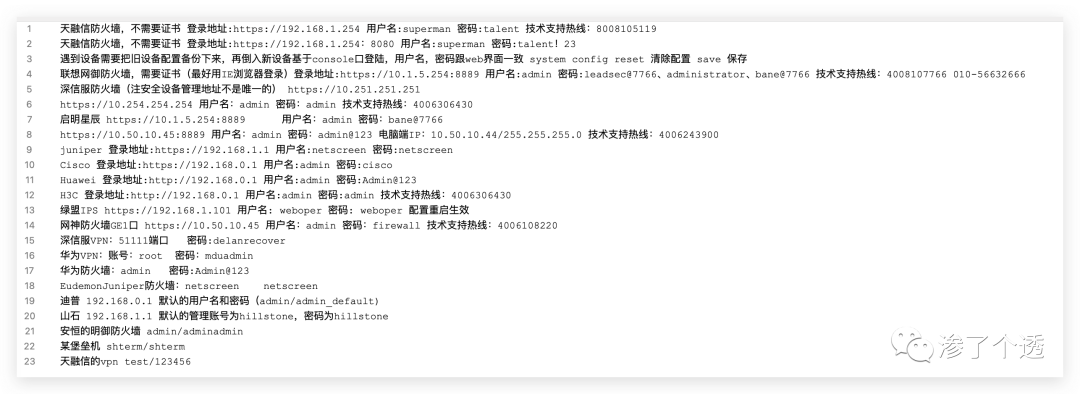 1 天融信防火墙，不需要证书 登录地址:https://192.168.1.254 用户名:superman 密码:talent 技术支持热线：8008105119
2 天融信防火墙，不需要证书 登录地址:https://192.168.1.254：8080 用户名:superman 密码:talent！23
3 遇到设备需要把旧设备配置备份下来，再倒入新设备基于console口登陆，用户名，密码跟web界面一致 system config reset 清除配置 save 保存
4 联想网御防火墙，需要证书（最好用IE浏览器登录）登录地址:https://10.1.5.254:8889 用户名:admin 密码:leadsec@7766、administrator、bane@7766 技术支持热线：4008107766 010-56632666
5 深信服防火墙（注安全设备管理地址不是唯一的） https://10.251.251.251
6 https://10.254.254.254 用户名：admin 密码：admin 技术支持热线：4006306430
7 启明星辰 https://10.1.5.254:8889 用户名：admin 密码：bane@7766
8 https://10.50.10.45:8889 用户名：admin 密码：admin@123 电脑端IP：10.50.10.44/255.255.255.0 技术支持热线：4006243900
9 juniper 登录地址:https://192.168.1.1 用户名:netscreen 密码:netscreen
10 Cisco 登录地址:https://192.168.0.1 用户名:admin 密码:cisco
11 Huawei 登录地址:http://192.168.0.1 用户名:admin 密码:Admin@123
12 H3C 登录地址:http://192.168.0.1 用户名:admin 密码:admin 技术支持热线：4006306430
13 绿盟IPS https://192.168.1.101 用户名: weboper 密码: weboper 配置重启生效
14 网神防火墙GE1口 https://10.50.10.45 用户名：admin 密码：firewall 技术支持热线：4006108220
15 深信服VPN：51111端口 密码:delanrecover
16 华为VPN：账号：root 密码：mduadmin
17 华为防火墙：admin 密码:Admin@123
18 EudemonJuniper防火墙：netscreen netscreen
19 迪普 192.168.0.1 默认的用户名和密码（admin/admin_default)
20 山石 192.168.1.1 默认的管理账号为hillstone，密码为hillstone
21 安恒的明御防火墙 admin/adminadmin
22 某堡垒机 shterm/shterm
23 天融信的vpn test/123456
渗了个透